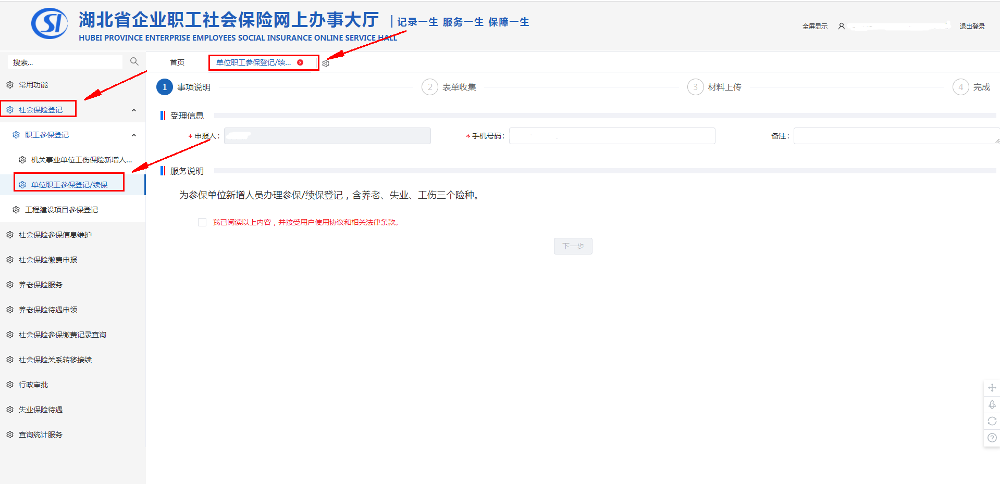 湖北省企业职工社会保险网上办事大厅 | 记录一生 服务一生 保障一生
HUBEI PROVINCE ENTERPRISE EMPLOYEES SOCIAL INSURANCE ONLINE SERVICE HALL
全屏显示
退出登录
搜索...
首页
单位职工参保登记/续...
常用功能
社会保险登记
职工参保登记
机关事业单位工伤保险新增人...
单位职工参保登记/续保
工程建设项目参保登记
社会保险参保信息维护
社会保险缴费申报
养老保险服务
养老保险待遇申领
社会保险参保缴费记录查询
社会保险关系转移接续
行政审批
失业保险待遇
查询统计服务
1 事项说明
2 表单收集
3 材料上传
4 完成
受理信息
*申报人：
*手机号码：
备注：
服务说明
为参保单位新增人员办理参保/续保登记，含养老、失业、工伤三个险种。
我已阅读以上内容，并接受用户使用协议和相关法律条款。
下一步